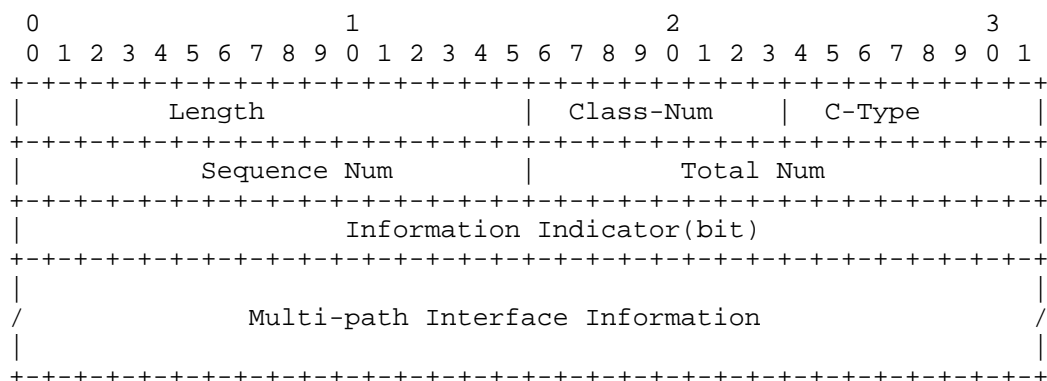 0                   1                   2                   3
 0 1 2 3 4 5 6 7 8 9 0 1 2 3 4 5 6 7 8 9 0 1 2 3 4 5 6 7 8 9 0 1
+-+-+-+-+-+-+-+-+-+-+-+-+-+-+-+-+-+-+-+-+-+-+-+-+-+-+-+-+-+-+-+-+
|         Length                |  Class-Num    |  C-Type       |
+-+-+-+-+-+-+-+-+-+-+-+-+-+-+-+-+-+-+-+-+-+-+-+-+-+-+-+-+-+-+-+-+
|           Sequence Num        |         Total Num             |
+-+-+-+-+-+-+-+-+-+-+-+-+-+-+-+-+-+-+-+-+-+-+-+-+-+-+-+-+-+-+-+-+
|                    Information Indicator(bit)                 |
+-+-+-+-+-+-+-+-+-+-+-+-+-+-+-+-+-+-+-+-+-+-+-+-+-+-+-+-+-+-+-+-+
|                                                               |
/              Multi-path Interface Information                 /
|                                                               |
+-+-+-+-+-+-+-+-+-+-+-+-+-+-+-+-+-+-+-+-+-+-+-+-+-+-+-+-+-+-+-+-+